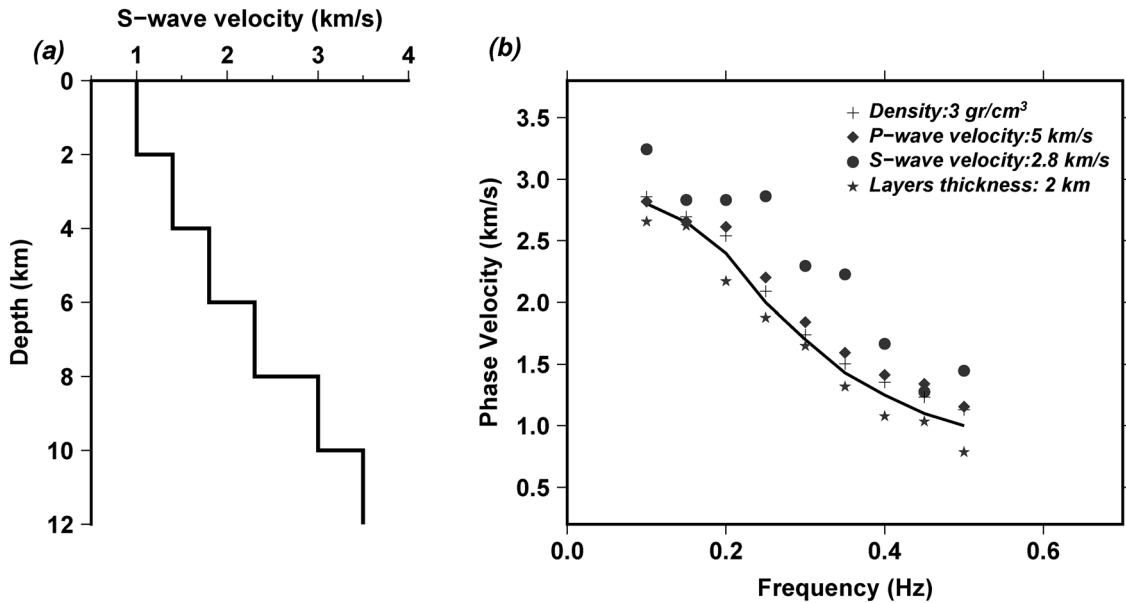 S−wave velocity (km/s)
(a)
1 2 3 4
0
2
4
6
8
10
12
Depth (km)
(b)
Density:3 gr/cm³
P−wave velocity:5 km/s
S−wave velocity:2.8 km/s
Layers thickness: 2 km
3.5
3.0
2.5
2.0
1.5
1.0
0.5
Phase Velocity (km/s)
0.0 0.2 0.4 0.6
Frequency (Hz)